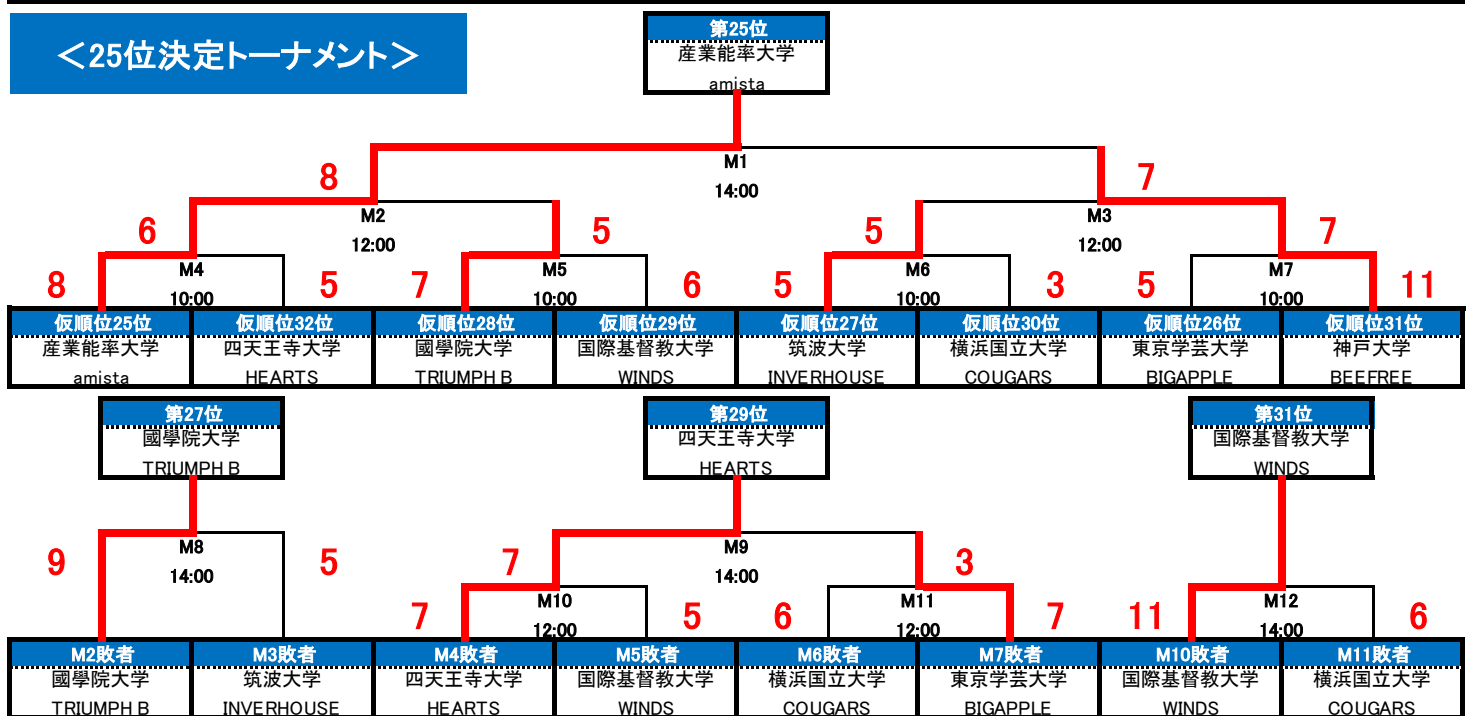 ＜25位決定トーナメント＞
第25位
産業能率大学
amista
M1
14:00
8
7
M2
12:00
M3
12:00
6
5
5
7
M4
10:00
M5
10:00
M6
10:00
M7
10:00
8
5
7
6
5
3
5
11
仮順位25位
産業能率大学
amista
仮順位32位
四天王寺大学
HEARTS
仮順位28位
國學院大学
TRIUMPH B
仮順位29位
国際基督教大学
WINDS
仮順位27位
筑波大学
INVERHOUSE
仮順位30位
横浜国立大学
COUGARS
仮順位26位
東京学芸大学
BIGAPPLE
仮順位31位
神戸大学
BEEFREE
第27位
國學院大学
TRIUMPH B
第29位
四天王寺大学
HEARTS
第31位
国際基督教大学
WINDS
M8
14:00
9
5
M9
14:00
7
3
M10
12:00
7
5
M11
12:00
6
7
M12
14:00
11
6
M2敗者
國學院大学
TRIUMPH B
M3敗者
筑波大学
INVERHOUSE
M4敗者
四天王寺大学
HEARTS
M5敗者
国際基督教大学
WINDS
M6敗者
横浜国立大学
COUGARS
M7敗者
東京学芸大学
BIGAPPLE
M10敗者
国際基督教大学
WINDS
M11敗者
横浜国立大学
COUGARS